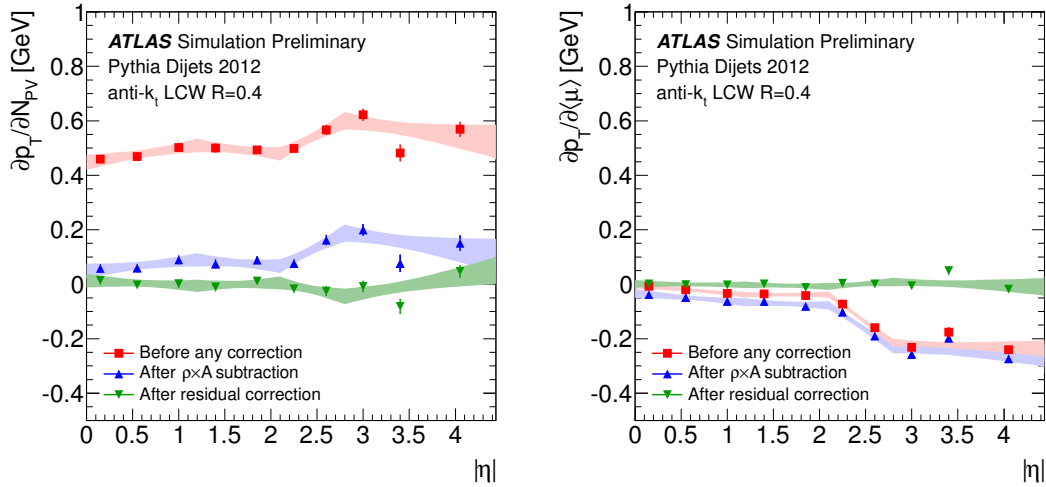 ∂p_T/∂N_PV [GeV]
ATLAS Simulation Preliminary
Pythia Dijets 2012
anti-k_t LCW R=0.4
1
0.8
0.6
0.4
0.2
0
-0.2
-0.4
Before any correction
After ρ×A subtraction
After residual correction
0 0.5 1 1.5 2 2.5 3 3.5 4
|η|
∂p_T/∂⟨μ⟩ [GeV]
ATLAS Simulation Preliminary
Pythia Dijets 2012
anti-k_t LCW R=0.4
1
0.8
0.6
0.4
0.2
0
-0.2
-0.4
Before any correction
After ρ×A subtraction
After residual correction
0 0.5 1 1.5 2 2.5 3 3.5 4
|η|